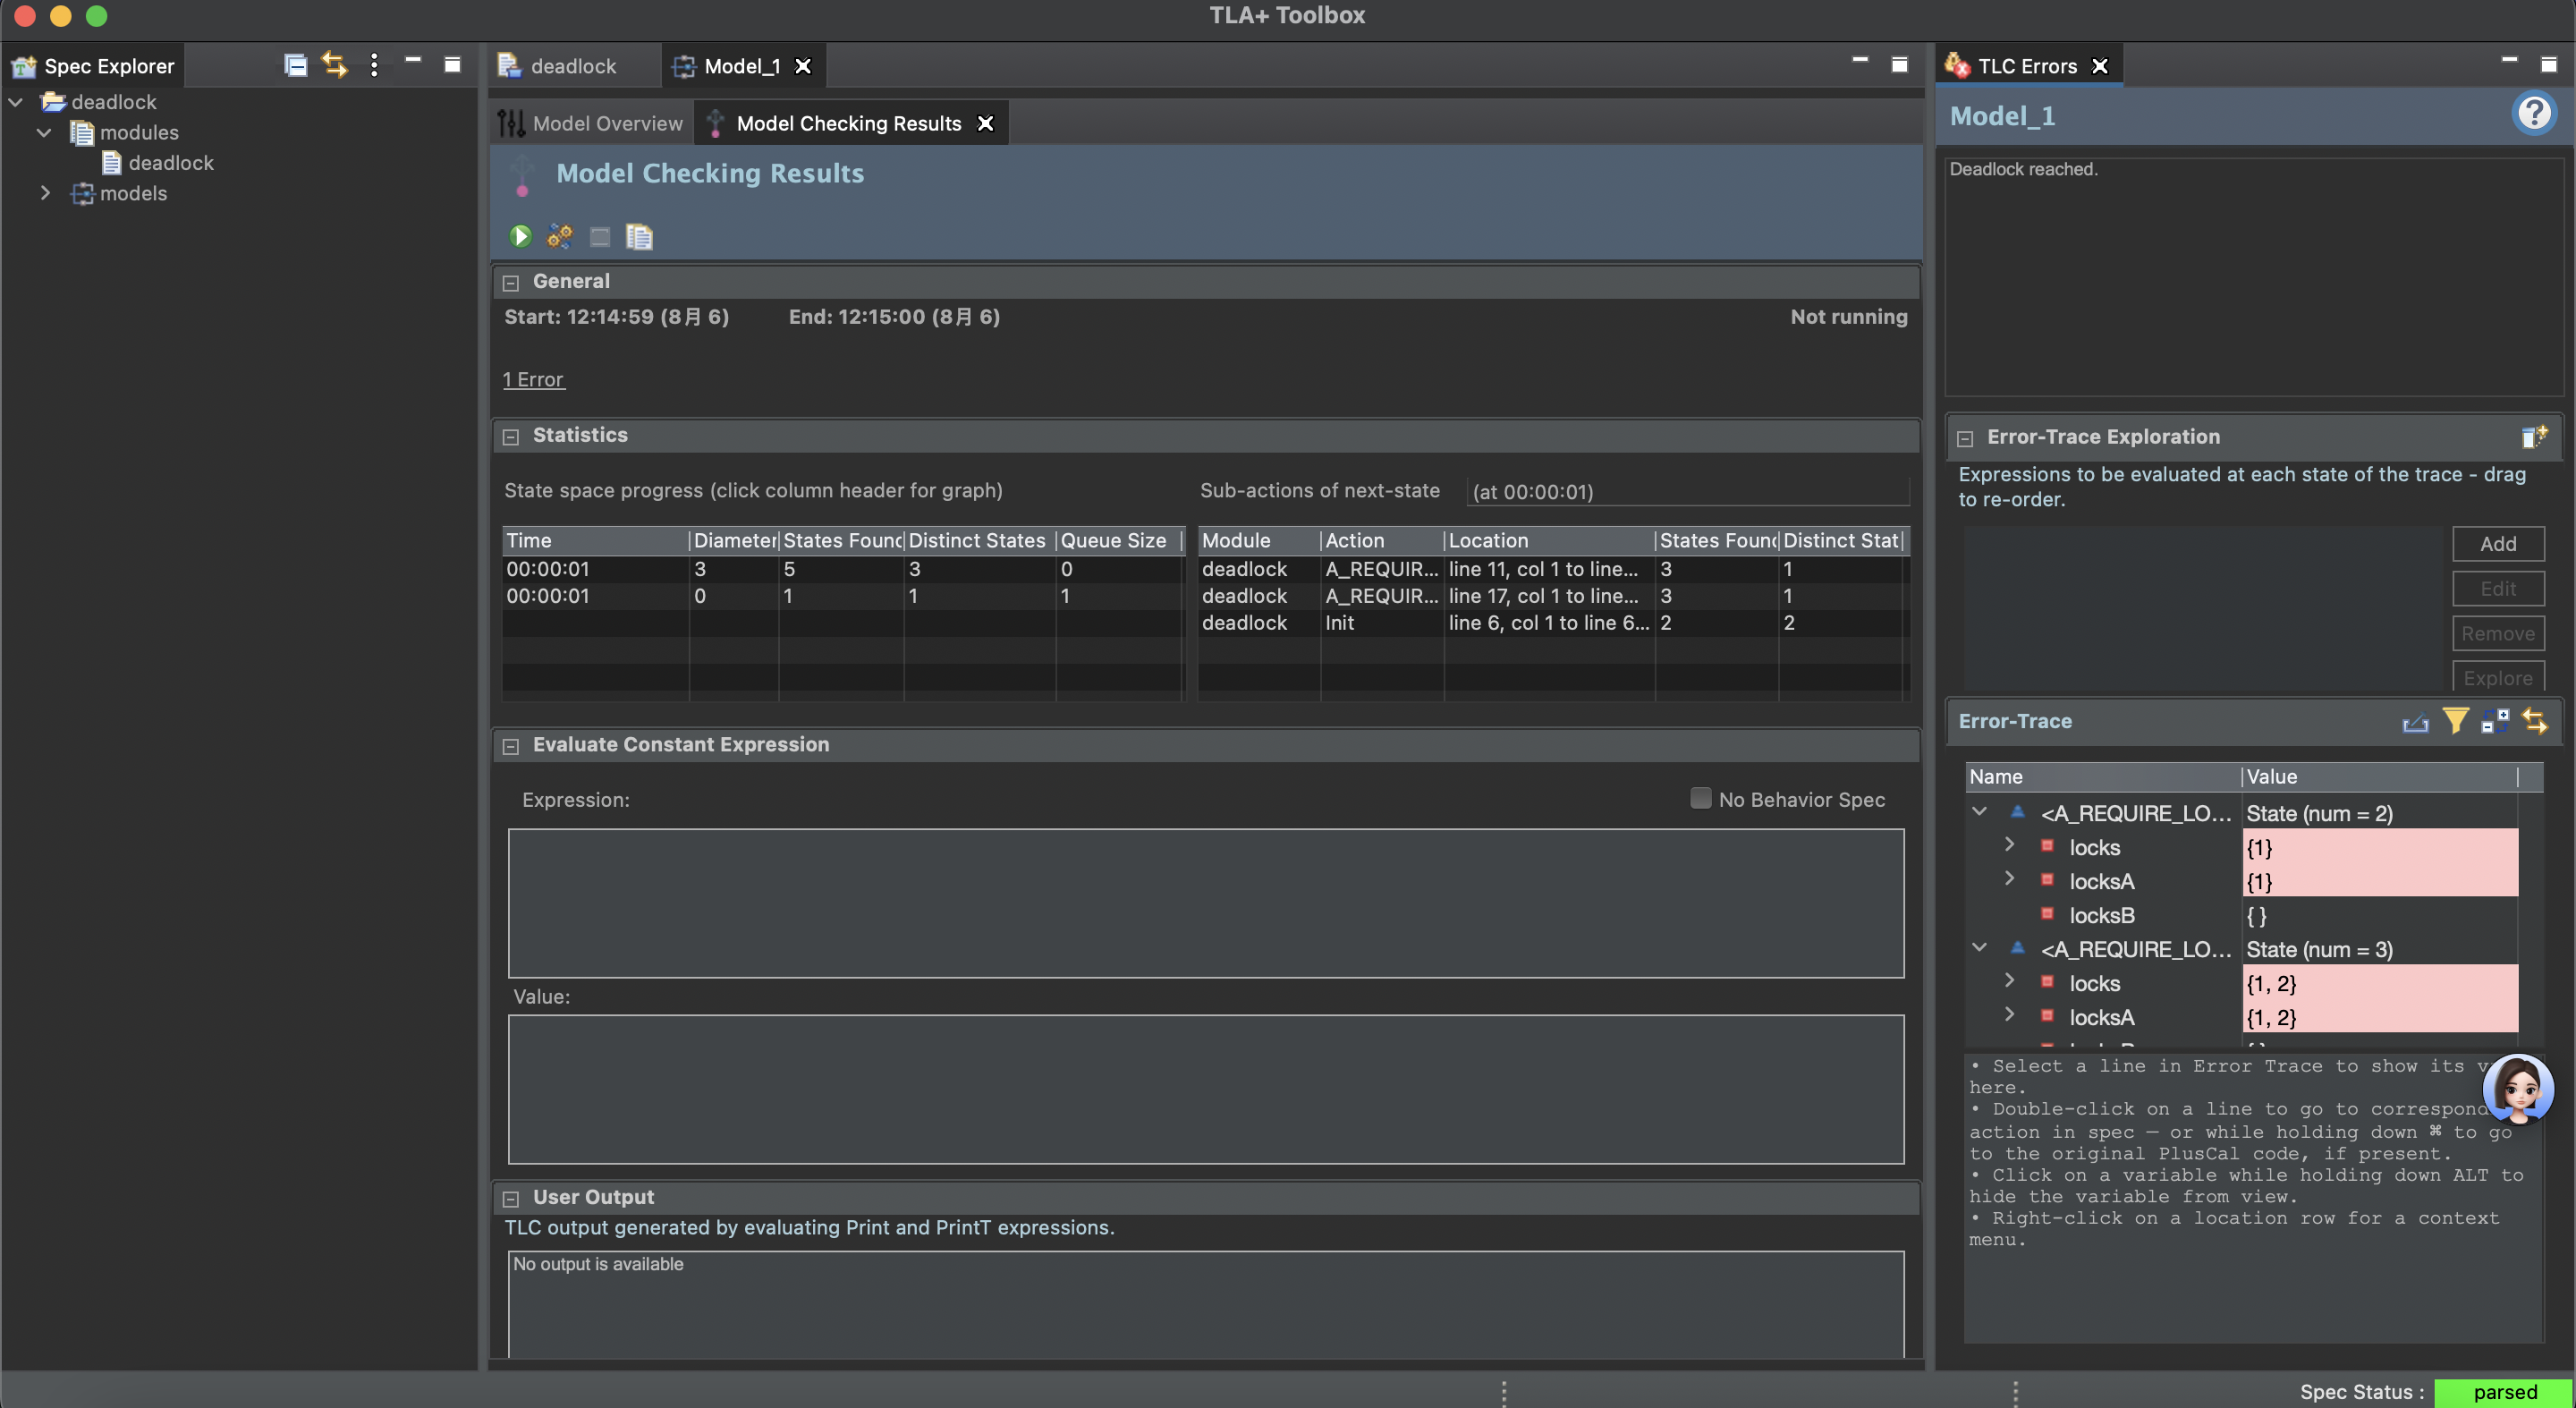 TLA+ Toolbox
Spec Explorer
deadlock
modules
deadlock
models
deadlock
Model_1
Model Overview
Model Checking Results
Model Checking Results
General
Start: 12:14:59 (8月 6)
End: 12:15:00 (8月 6)
Not running
1 Error
Statistics
State space progress (click column header for graph)
Time Diameter States Found Distinct States Queue Size
00:00:01 3 5 3 0
00:00:01 0 1 1 1
Sub-actions of next-state (at 00:00:01)
Module Action Location States Found Distinct Stat
deadlock A_REQUIR... line 11, col 1 to line... 3 1
deadlock A_REQUIR... line 17, col 1 to line... 3 1
deadlock Init line 6, col 1 to line 6... 2 2
Evaluate Constant Expression
Expression:
No Behavior Spec
Value:
User Output
TLC output generated by evaluating Print and PrintT expressions.
No output is available
TLC Errors
Model_1
Deadlock reached.
Error-Trace Exploration
Expressions to be evaluated at each state of the trace - drag
to re-order.
Add
Edit
Remove
Explore
Error-Trace
Name Value
<A_REQUIRE_LO... State (num = 2)
locks {1}
locksA {1}
locksB { }
<A_REQUIRE_LO... State (num = 3)
locks {1, 2}
locksA {1, 2}
• Select a line in Error Trace to show its
here.
• Double-click on a line to go to
action in spec — or while holding down ⌘ to go
to the original PlusCal code, if present.
• Click on a variable while holding down ALT to
hide the variable from view.
• Right-click on a location row for a context
menu.
Spec Status : parsed